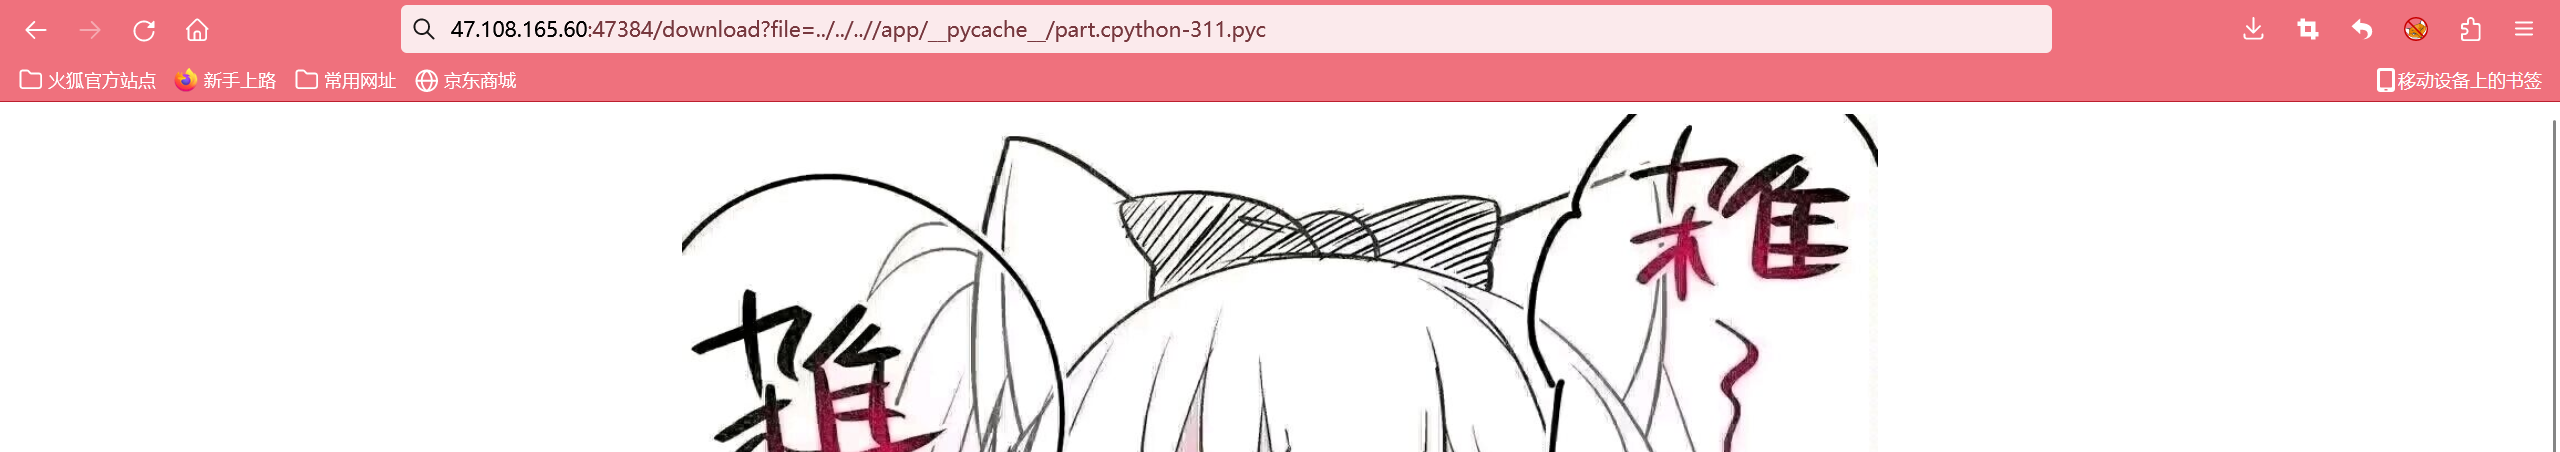 47.108.165.60:47384/download?file=../../..//app/__pycache__/part.cpython-311.pyc
火狐官方站点 新手上路 常用网址 京东商城 移动设备上的书签
雑
雑
～